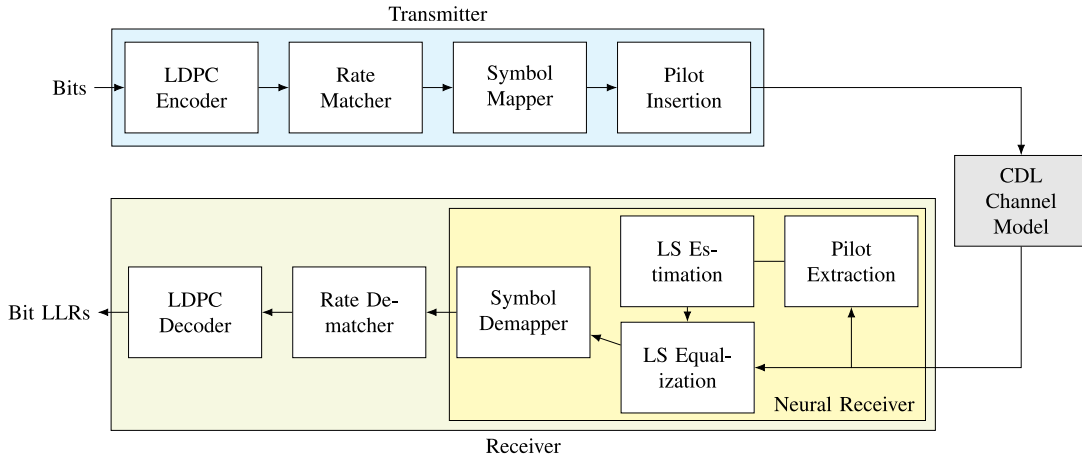 Transmitter
Bits
LDPC
Encoder
Rate
Matcher
Symbol
Mapper
Pilot
Insertion
CDL
Channel
Model
LS Es-
timation
Pilot
Extraction
Bit LLRs
LDPC
Decoder
Rate De-
matcher
Symbol
Demapper
LS Equal-
ization
Neural Receiver
Receiver